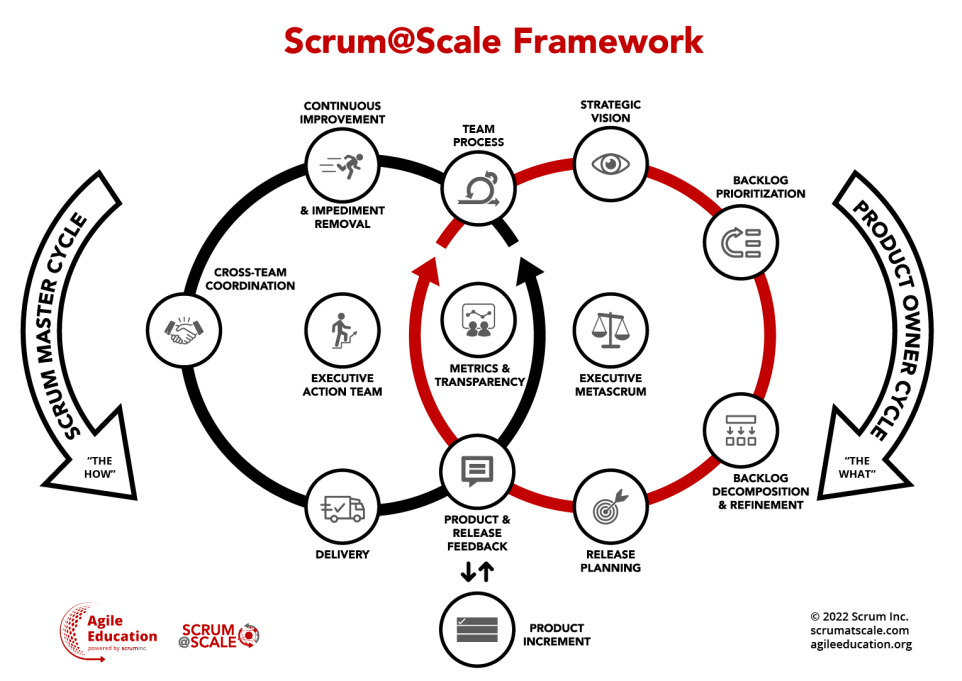 Scrum@Scale Framework
CONTINUOUS
IMPROVEMENT
& IMPEDIMENT
REMOVAL
TEAM
PROCESS
STRATEGIC
VISION
BACKLOG
PRIORITIZATION
SCRUM MASTER CYCLE
"THE
HOW"
PRODUCT OWNER CYCLE
"THE
WHAT"
CROSS-TEAM
COORDINATION
EXECUTIVE
ACTION TEAM
METRICS &
TRANSPARENCY
EXECUTIVE
METASCRUM
BACKLOG
DECOMPOSITION
& REFINEMENT
DELIVERY
PRODUCT &
RELEASE
FEEDBACK
RELEASE
PLANNING
PRODUCT
INCREMENT
Agile
Education
powered by scruminc.
SCRUM
@SCALE
© 2022 Scrum Inc.
scrumatscale.com
agileeducation.org